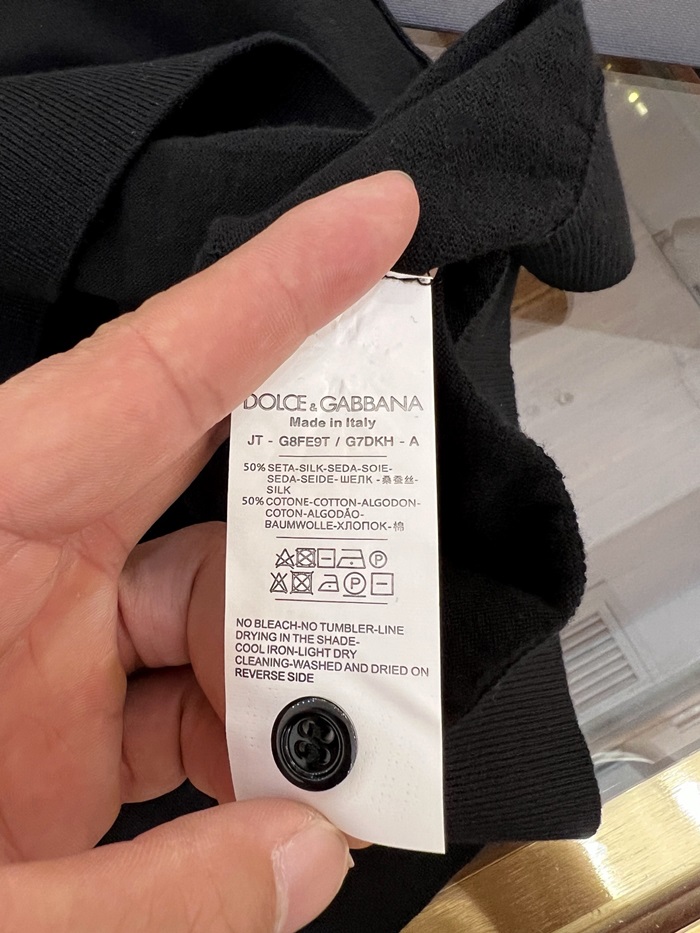 DOLCE & GABBANA
Made in Italy
JT - G8FE9T / G7DKH - A
50% SETA-SILK-SEDA-SOIE-
SEDA-SEIDE-ШЕЛК -桑蚕丝-
SILK
50% COTONE-COTTON-ALGODON-
COTON-ALGODÃO-
BAUMWOLLE-ХЛОПОК-棉
P
P
NO BLEACH-NO TUMBLER-LINE
DRYING IN THE SHADE-
COOL IRON-LIGHT DRY
CLEANING-WASHED AND DRIED ON
REVERSE SIDE